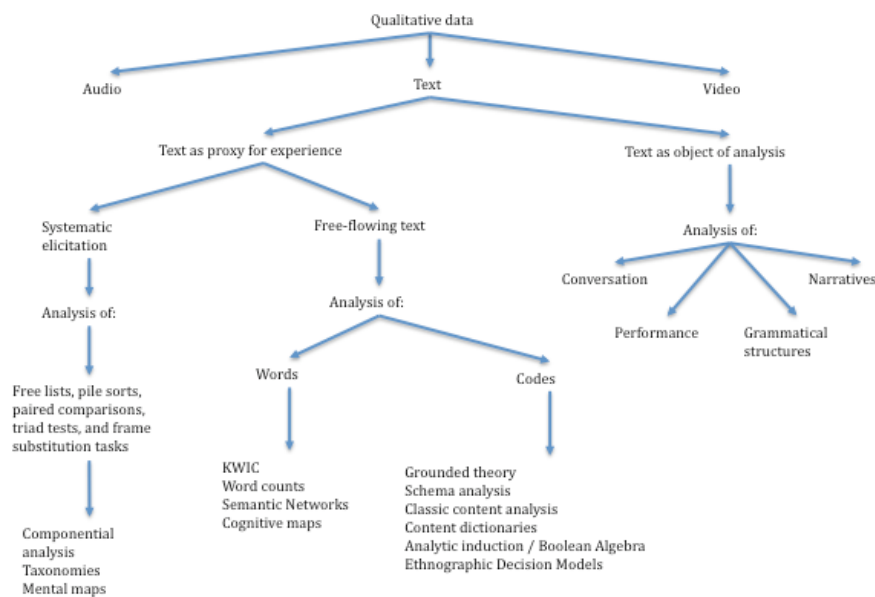 Qualitative data
Audio
Text
Video
Text as proxy for experience
Text as object of analysis
Systematic
elicitation
Free-flowing text
Analysis of:
Conversation
Narratives
Performance
Grammatical
structures
Analysis of:
Analysis of:
Words
Codes
Free lists, pile sorts,
paired comparisons,
triad tests, and frame
substitution tasks
KWIC
Word counts
Semantic Networks
Cognitive maps
Grounded theory
Schema analysis
Classic content analysis
Content dictionaries
Analytic induction / Boolean Algebra
Ethnographic Decision Models
Componential
analysis
Taxonomies
Mental maps